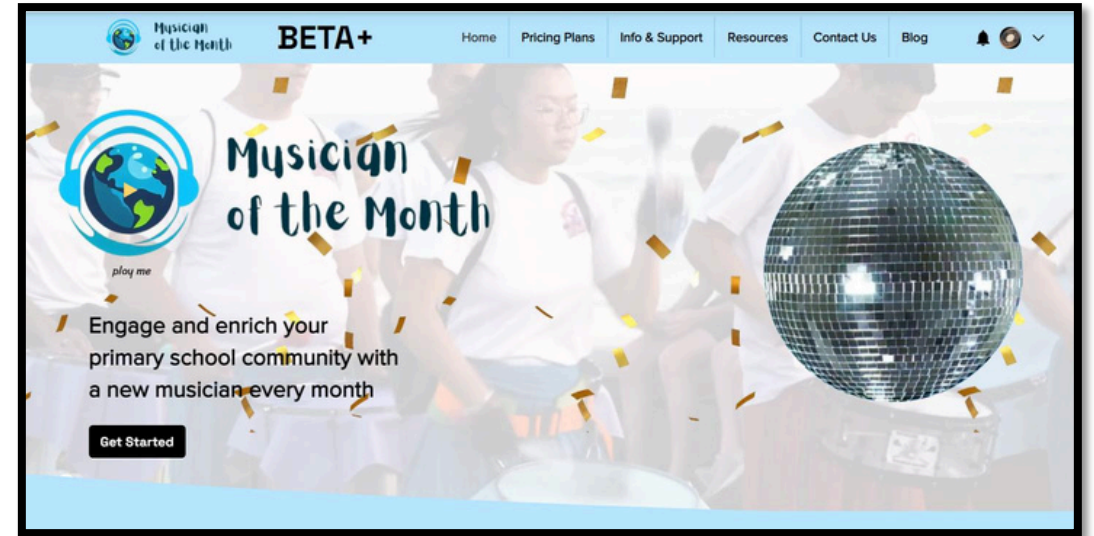 Musician
of the Month
BETA+
Home Pricing Plans Info & Support Resources Contact Us Blog
Musician
of the Month
play me
Engage and enrich your
primary school community with
a new musician every month
Get Started